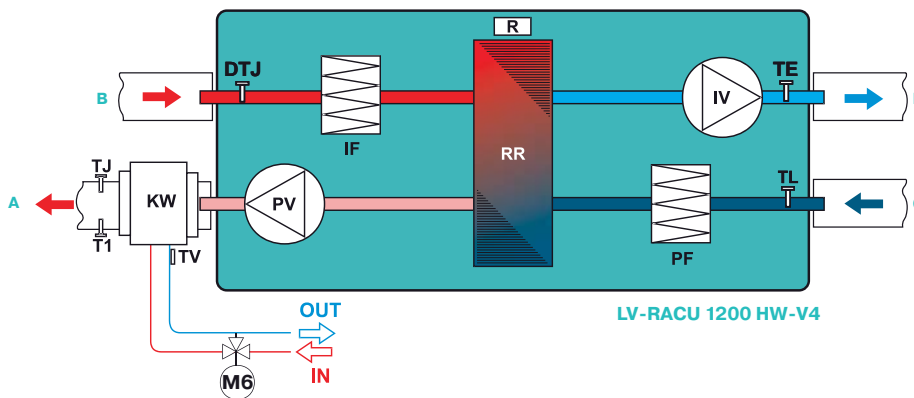 R
DTJ
TE
B
IV
IF
RR
TJ
TL
A
KW
PV
T1
TV
PF
OUT
LV-RACU 1200 HW-V4
IN
M6